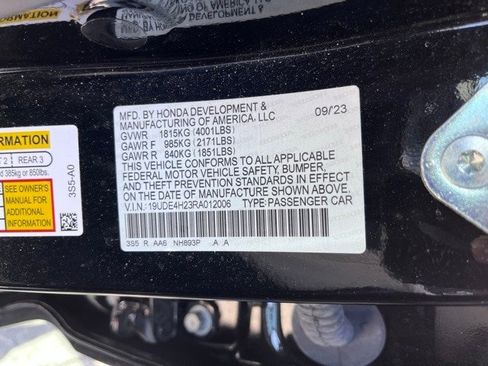 MFD. BY HONDA DEVELOPMENT & 09/23
MANUFACTURING OF AMERICA, LLC
GVWR 1815KG (4001LBS)
GAWR F 985KG (2171LBS)
GAWR R 840KG (1851LBS)
THIS VEHICLE CONFORMS TO ALL APPLICABLE
FEDERAL MOTOR VEHICLE SAFETY, BUMPER,
AND THEFT PREVENTION STANDARDS IN EFFECT
ON THE DATE OF MANUFACTURE SHOWN ABOVE.
V.I.N.: 19UDE4H23RA012006 TYPE: PASSENGER CAR
3S5 R AA6 NH893P .A .A
RMATION
2 REAR 3
385kg or 850lbs.
SEE OWNER'S
MANUAL FOR
ADDITIONAL
INFORMATION
3S5-A0